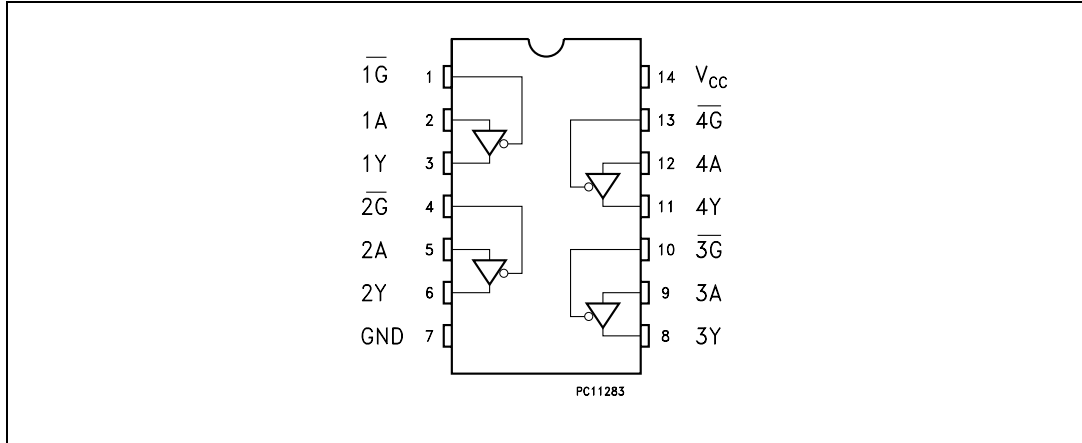 1G̅ 1 14 VCC
1A 2 13 4G̅
1Y 3 12 4A
2G̅ 4 11 4Y
2A 5 10 3G̅
2Y 6 9 3A
GND 7 8 3Y
PC11283